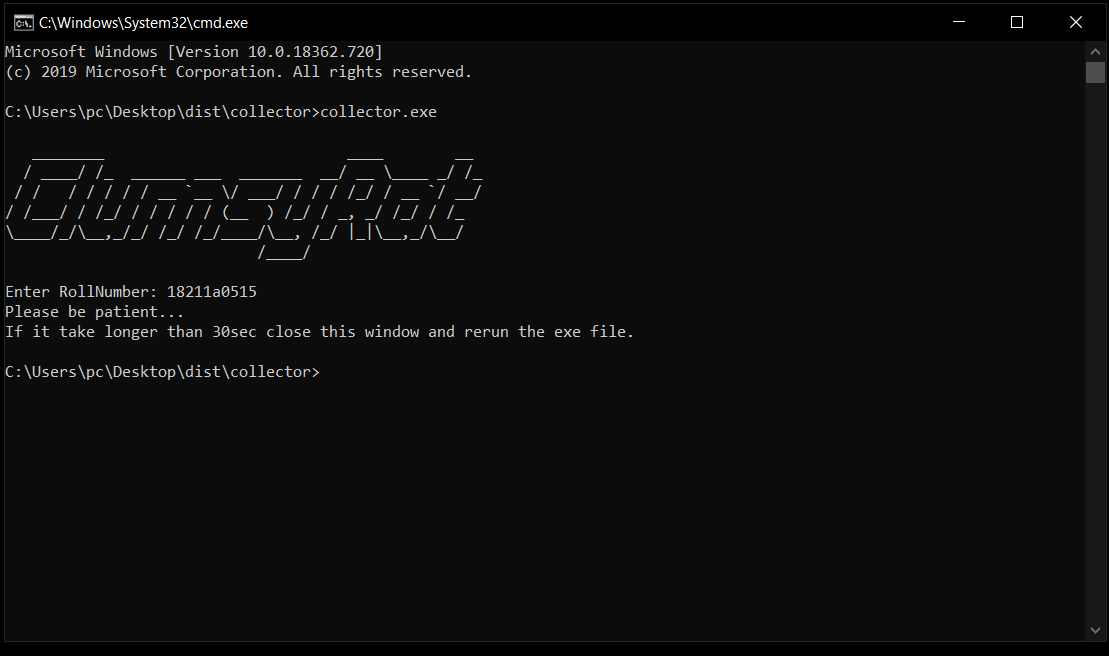 C:\Windows\System32\cmd.exe
Microsoft Windows [Version 10.0.18362.720]
(c) 2019 Microsoft Corporation. All rights reserved.
C:\Users\pc\Desktop\dist\collector>collector.exe
ClumsyRat
Enter RollNumber: 18211a0515
Please be patient...
If it take longer than 30sec close this window and rerun the exe file.
C:\Users\pc\Desktop\dist\collector>